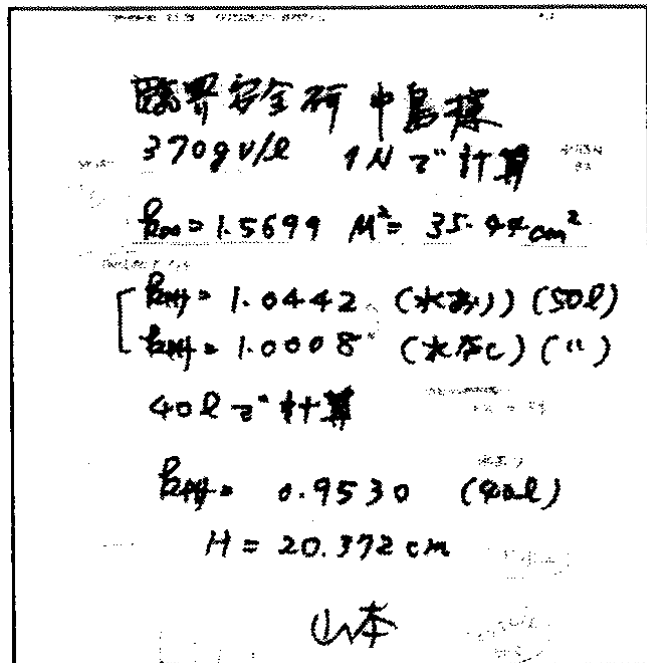 臨界安全研 中島様
370gU/l 1Nで計算
k∞=1.5699 M²= 35.44cm²
keff= 1.0442 (水あり) (50l)
keff= 1.0008 (水なし) (〃)
40lで計算
keff= 0.9530 (40l)
H = 20.372cm
山本